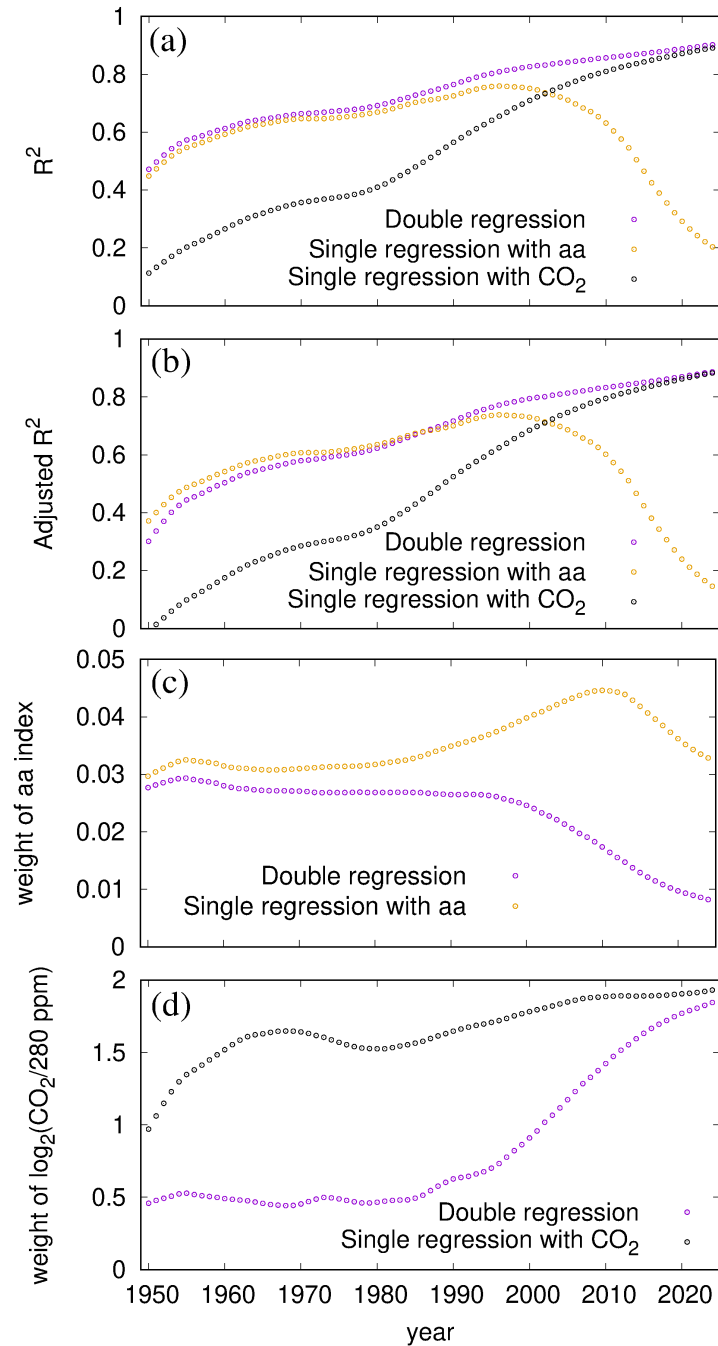 (a)
1
0.8
0.6
0.4
0.2
0
R²
Double regression
Single regression with aa
Single regression with CO₂
(b)
1
0.8
0.6
0.4
0.2
0
Adjusted R²
Double regression
Single regression with aa
Single regression with CO₂
(c)
0.05
0.04
0.03
0.02
0.01
0
weight of aa index
Double regression
Single regression with aa
(d)
2
1.5
1
0.5
0
weight of log₂(CO₂/280 ppm)
Double regression
Single regression with CO₂
1950 1960 1970 1980 1990 2000 2010 2020
year